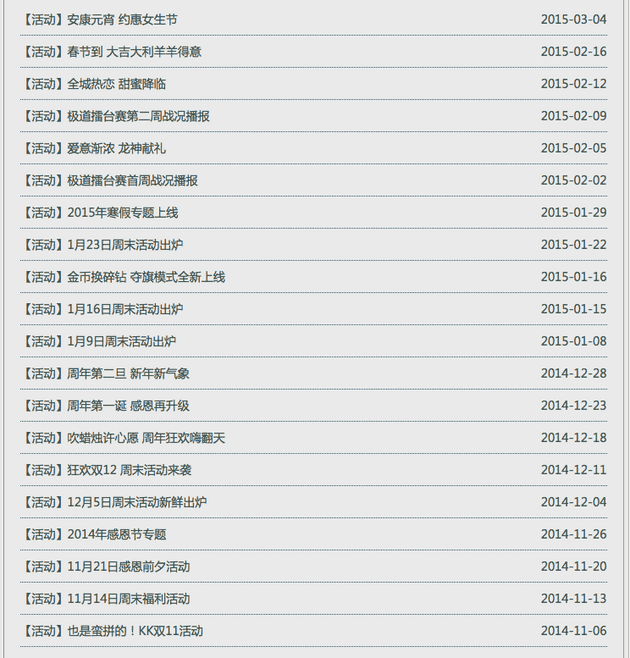 【活动】安康元宵 约惠女生节 2015-03-04
【活动】春节到 大吉大利羊羊得意 2015-02-16
【活动】全城热恋 甜蜜降临 2015-02-12
【活动】极道擂台赛第二周战况播报 2015-02-09
【活动】爱意渐浓 龙神献礼 2015-02-05
【活动】极道擂台赛首周战况播报 2015-02-02
【活动】2015年寒假专题上线 2015-01-29
【活动】1月23日周末活动出炉 2015-01-22
【活动】金币换碎钻 夺旗模式全新上线 2015-01-16
【活动】1月16日周末活动出炉 2015-01-15
【活动】1月9日周末活动出炉 2015-01-08
【活动】周年第二旦 新年新气象 2014-12-28
【活动】周年第一诞 感恩再升级 2014-12-23
【活动】吹蜡烛许心愿 周年狂欢嗨翻天 2014-12-18
【活动】狂欢双12 周末活动来袭 2014-12-11
【活动】12月5日周末活动新鲜出炉 2014-12-04
【活动】2014年感恩节专题 2014-11-26
【活动】11月21日感恩前夕活动 2014-11-20
【活动】11月14日周末福利活动 2014-11-13
【活动】也是蛮拼的！KK双11活动 2014-11-06